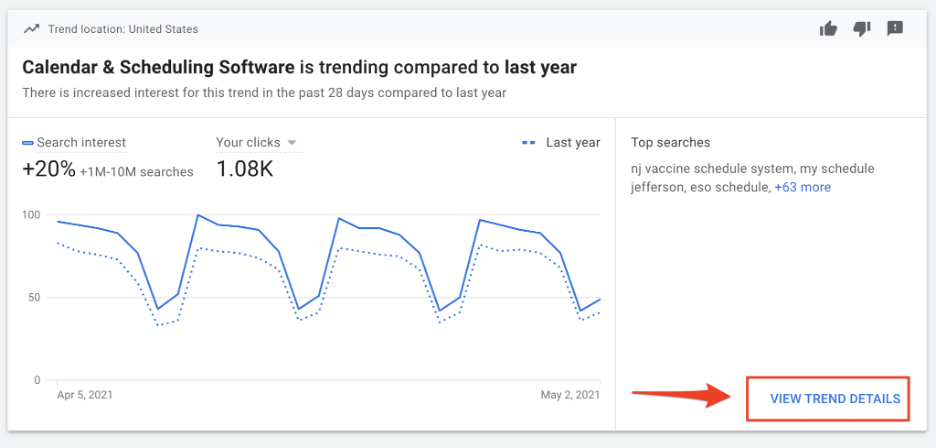 Trend location: United States
Calendar & Scheduling Software is trending compared to last year
There is increased interest for this trend in the past 28 days compared to last year
Search interest
+20% +1M-10M searches
Your clicks
1.08K
Last year
100
50
0
Apr 5, 2021
May 2, 2021
Top searches
nj vaccine schedule system, my schedule
jefferson, eso schedule, +63 more
VIEW TREND DETAILS